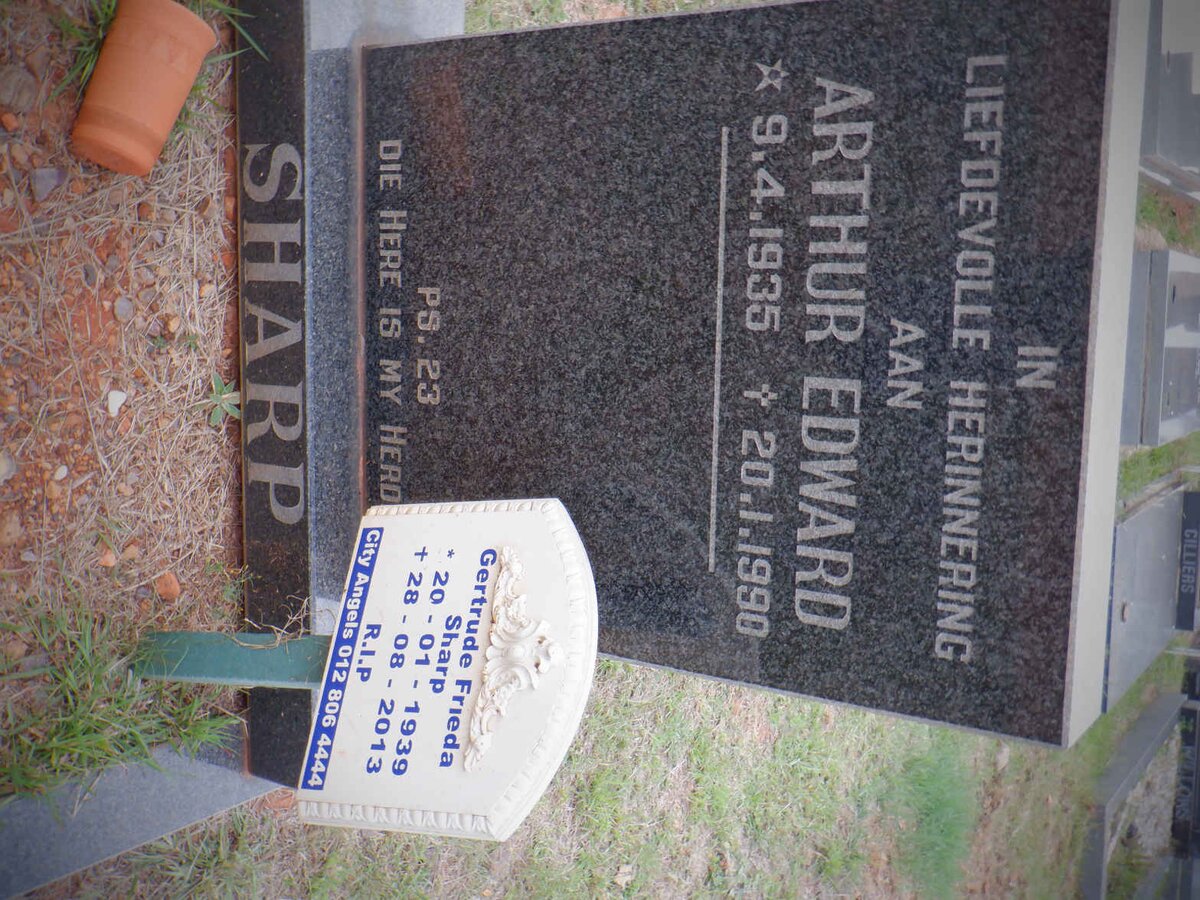 IN
LIEFDEVOLLE HERINNERING
AAN
ARTHUR EDWARD
* 9.4.1935 † 20.1.1990
PS. 23
DIE HERE IS MY HERD
SHARP
Gertrude Frieda
Sharp
* 20 - 01 - 1939
+ 28 - 08 - 2013
R.I.P
City Angels 012 806 4444
CILLIERS